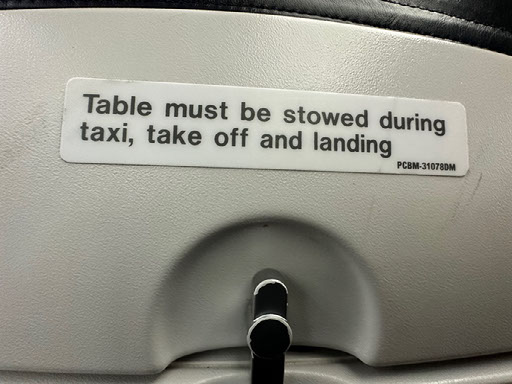 Table must be stowed during
taxi, take off and landing
PCBM-31078DM